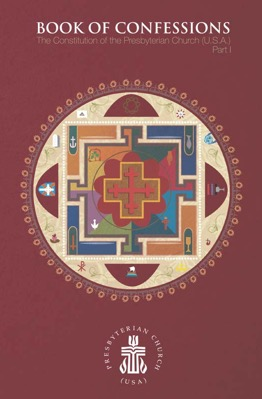 BOOK OF CONFESSIONS
The Constitution of the Presbyterian Church (U.S.A.)
Part I
PRESBYTERIAN CHURCH
(USA)